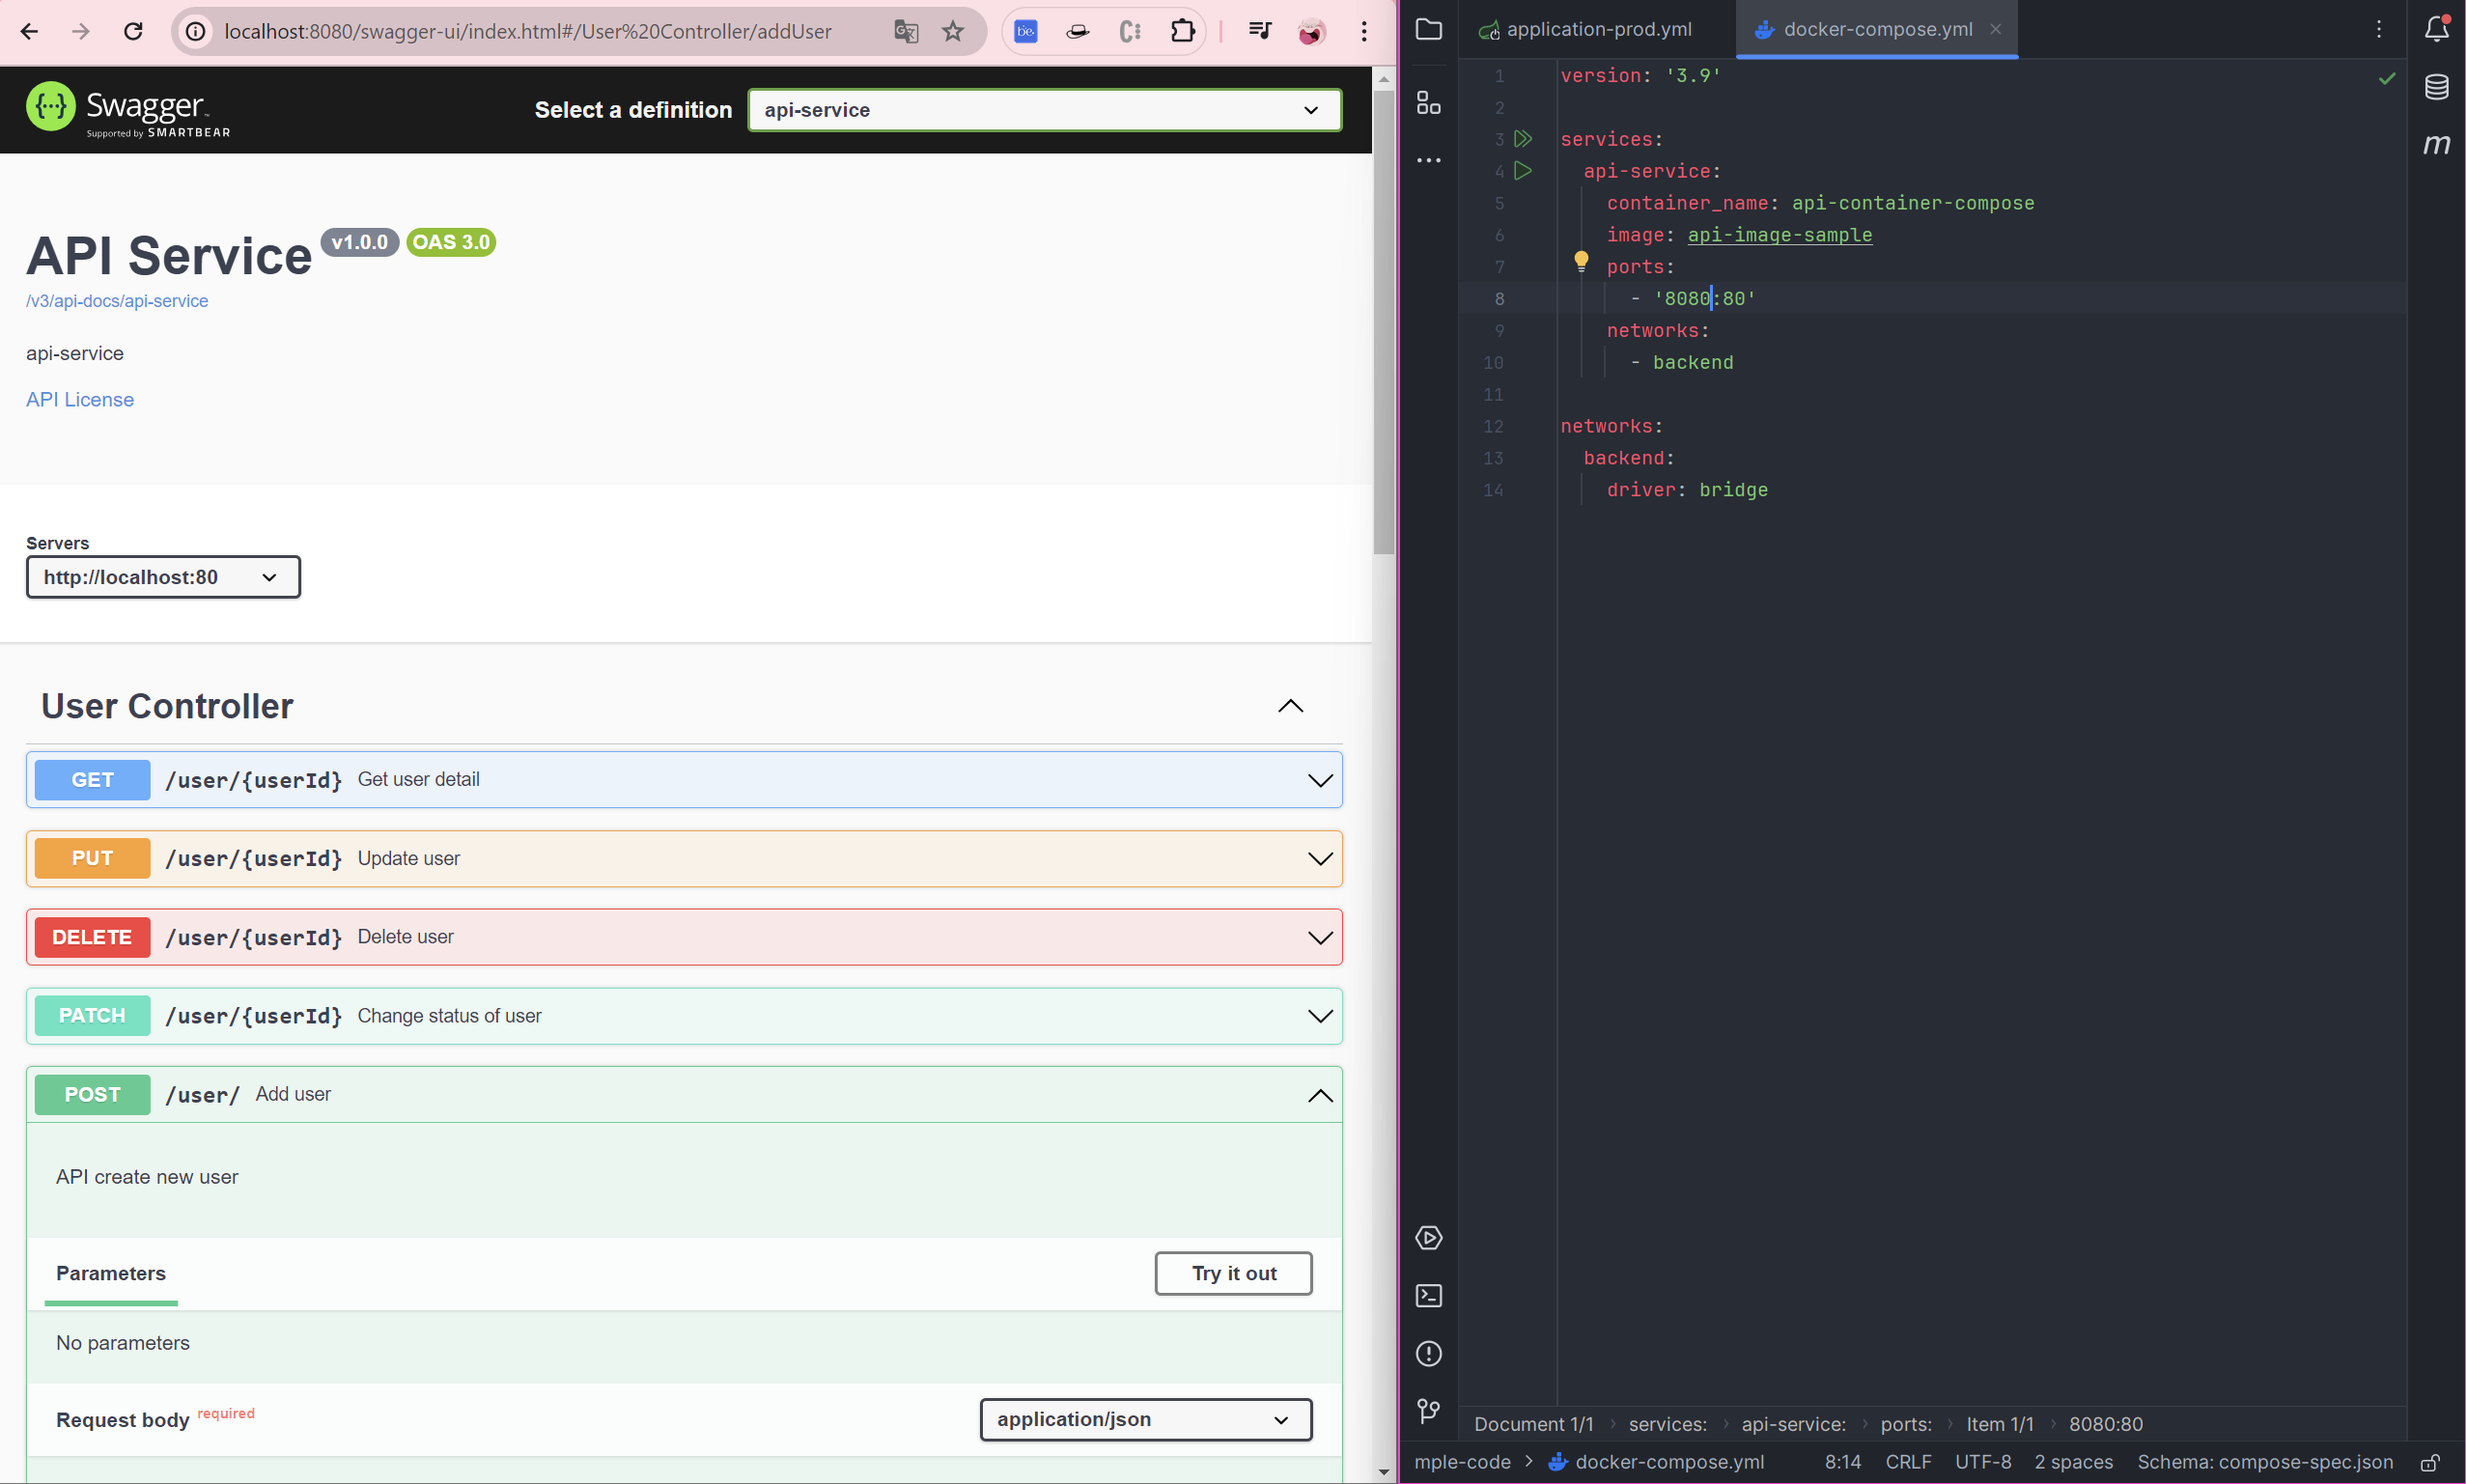 localhost:8080/swagger-ui/index.html#/User%20Controller/addUser
be.
Swagger
Supported by SMARTBEAR
Select a definition
api-service
API Service v1.0.0 OAS 3.0
/v3/api-docs/api-service
api-service
API License
Servers
http://localhost:80
User Controller
GET /user/{userId} Get user detail
PUT /user/{userId} Update user
DELETE /user/{userId} Delete user
PATCH /user/{userId} Change status of user
POST /user/ Add user
API create new user
Parameters
Try it out
No parameters
Request body required
application/json
application-prod.yml
docker-compose.yml
m
1 version: '3.9'
2
3 services:
4 api-service:
5 container_name: api-container-compose
6 image: api-image-sample
7 ports:
8 - '8080:80'
9 networks:
10 - backend
11
12 networks:
13 backend:
14 driver: bridge
Document 1/1 › services: › api-service: › ports: › Item 1/1 › 8080:80
mple-code › docker-compose.yml 8:14 CRLF UTF-8 2 spaces Schema: compose-spec.json